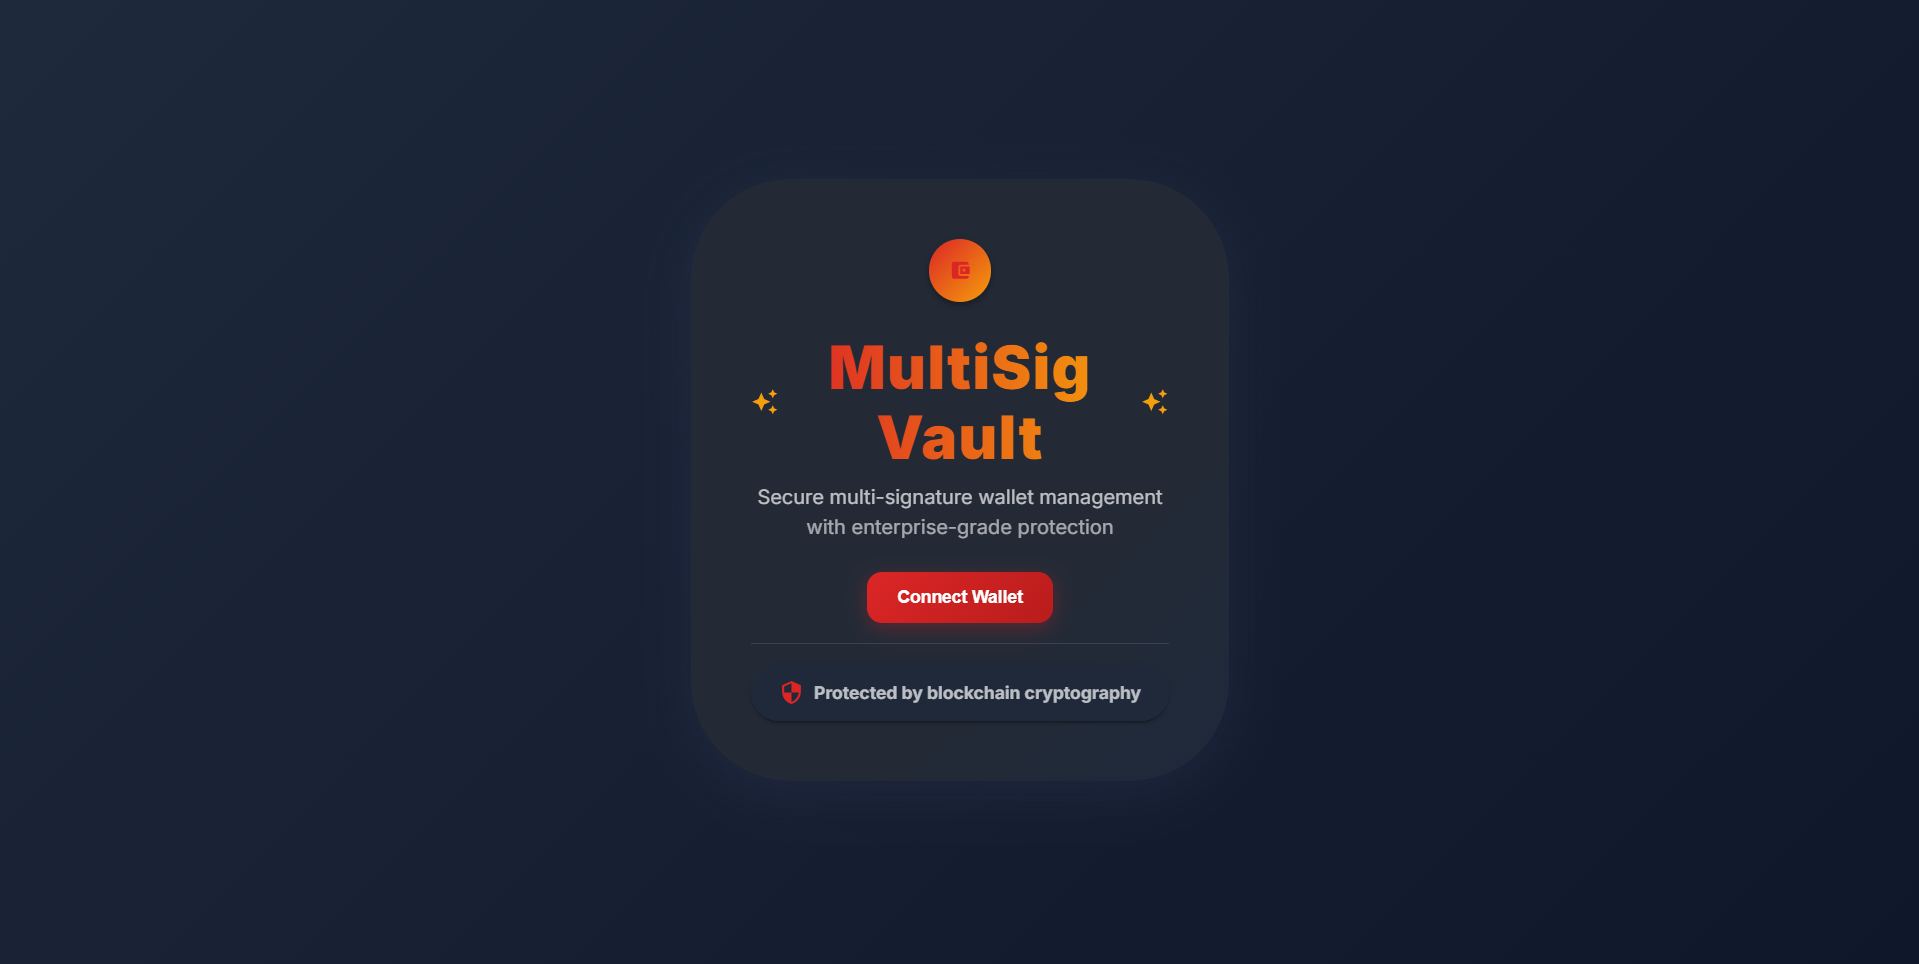 MultiSig
Vault
Secure multi-signature wallet management
with enterprise-grade protection
Connect Wallet
Protected by blockchain cryptography